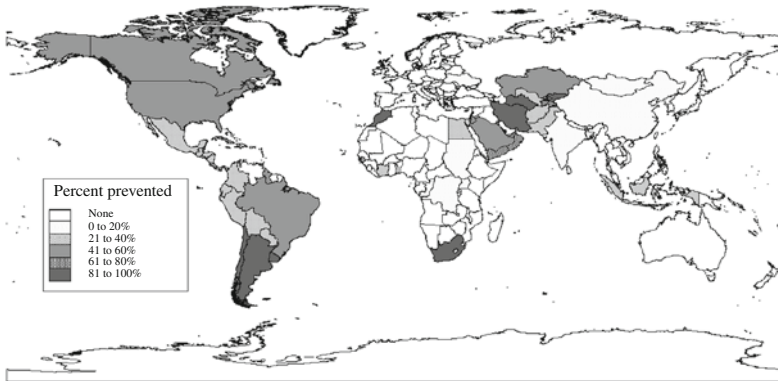 Percent prevented
None
0 to 20%
21 to 40%
41 to 60%
61 to 80%
81 to 100%